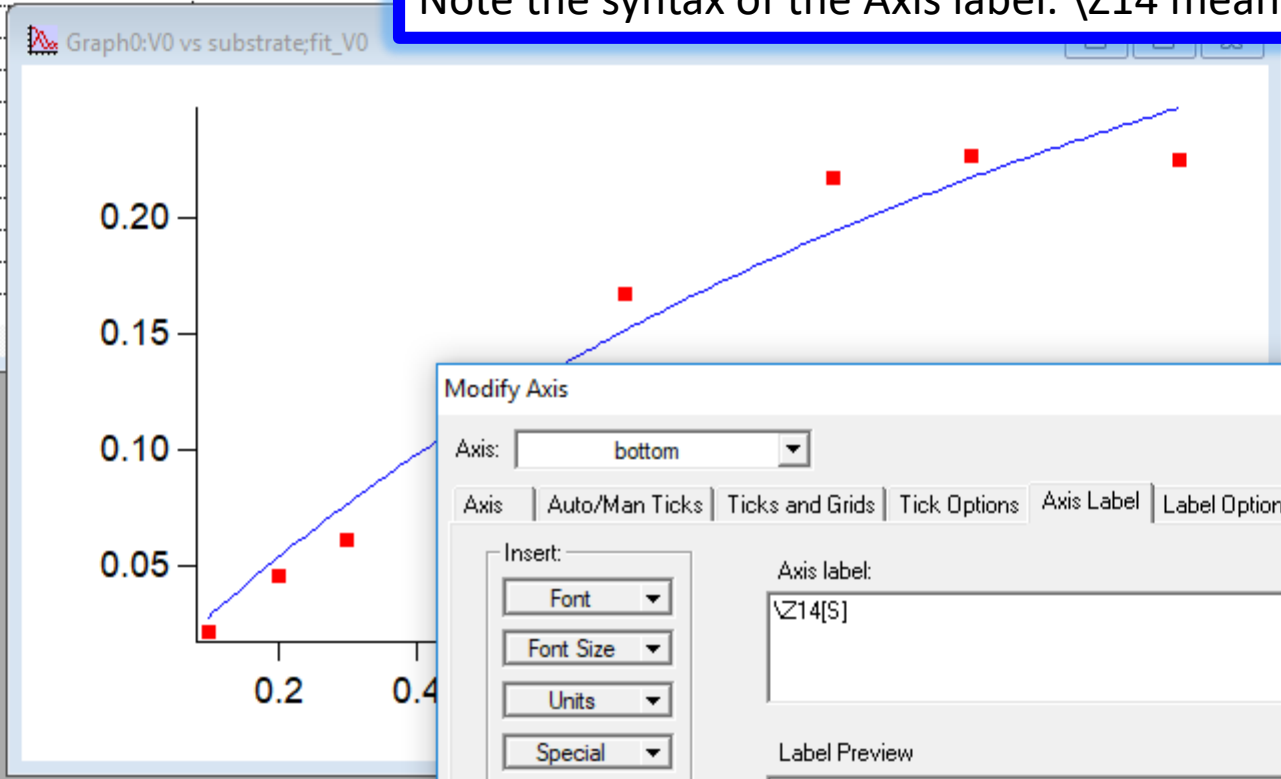 Note the syntax of the Axis label. \Z14 mean
Graph0:V0 vs substrate;fit_V0
0.20
0.15
0.10
0.05
0.2 0.4
Modify Axis
Axis: bottom
Axis Auto/Man Ticks Ticks and Grids Tick Options Axis Label Label Option
Insert:
Font
Font Size
Units
Special
Axis label:
\Z14[S]
Label Preview